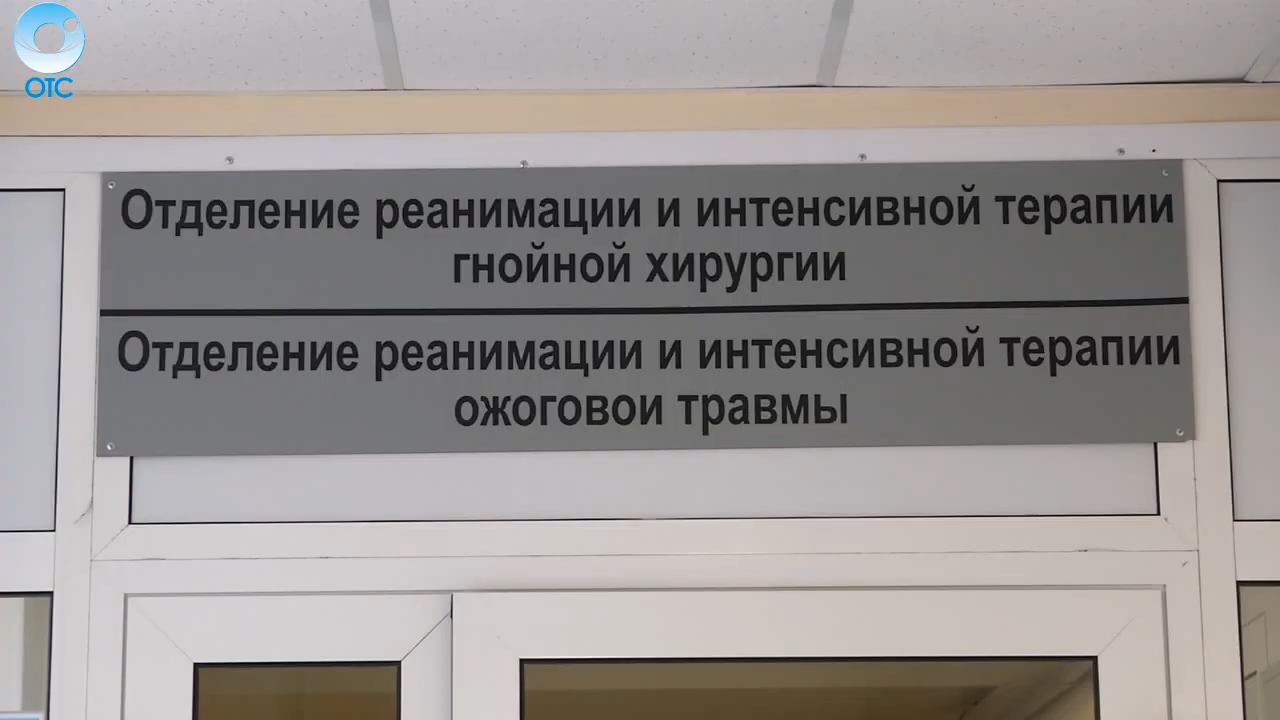 ОТС
Отделение реанимации и интенсивной терапии
гнойной хирургии
Отделение реанимации и интенсивной терапии
ожоговои травмы